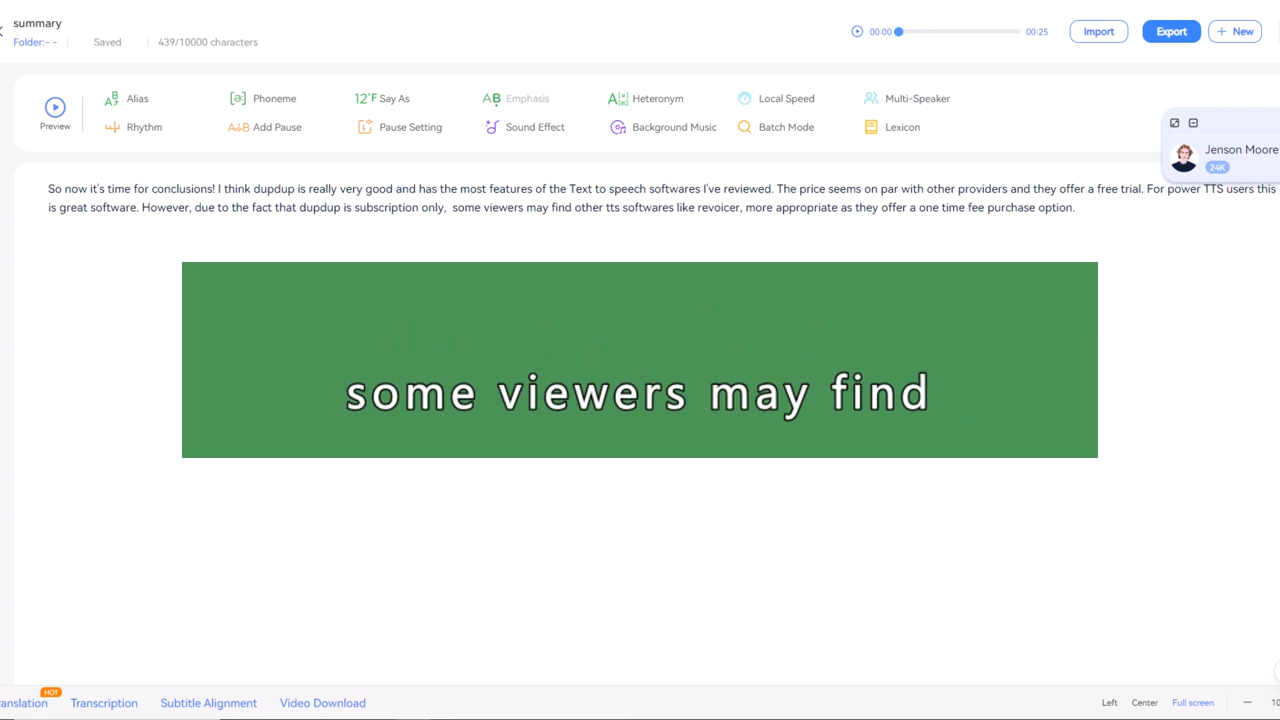 summary
Folder:- - Saved 439/10000 characters
00:00 00:25 Import Export + New
Preview
Alias Phoneme 12°F Say As Emphasis Heteronym Local Speed Multi-Speaker
Rhythm Add Pause Pause Setting Sound Effect Background Music Batch Mode Lexicon
Jenson Moore
24K
So now it's time for conclusions! I think dupdup is really very good and has the most features of the Text to speech softwares I've reviewed. The price seems on par with other providers and they offer a free trial. For power TTS users this
is great software. However, due to the fact that dupdup is subscription only, some viewers may find other tts softwares like revoicer, more appropriate as they offer a one time fee purchase option.
some viewers may find
HOT
anslation Transcription Subtitle Alignment Video Download
Left Center Full screen — 10